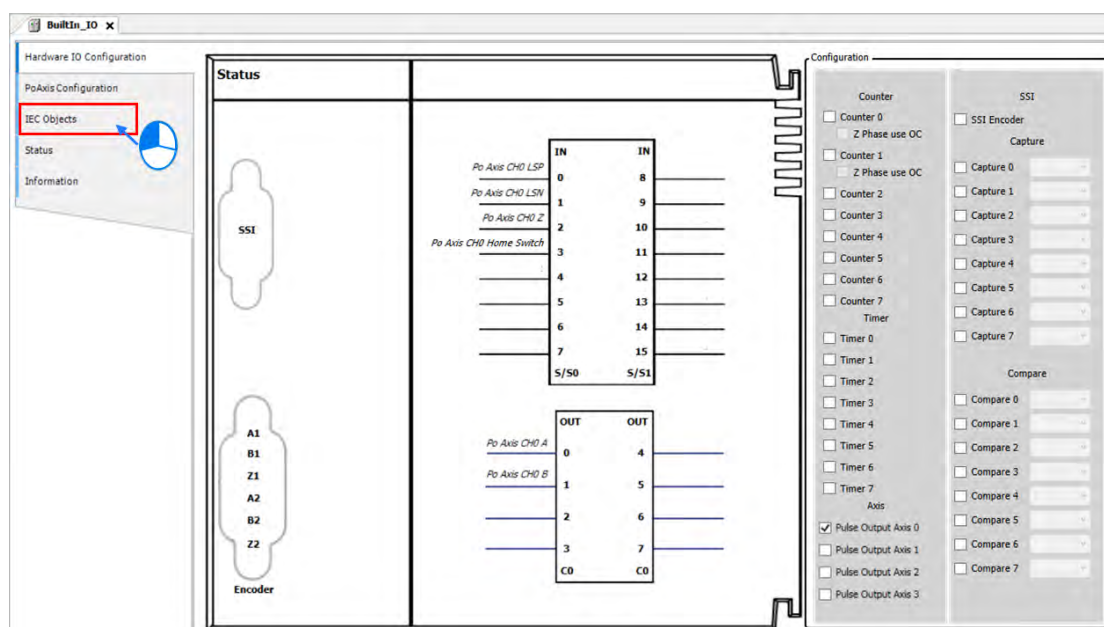 BuiltIn_IO X
Hardware IO Configuration
PoAxis Configuration
IEC Objects
Status
Information
Status
SSI
A1
B1
Z1
A2
B2
Z2
Encoder
IN IN
Po Axis CH0 LSP 0 8
Po Axis CH0 LSN 1 9
Po Axis CH0 Z 2 10
Po Axis CH0 Home Switch 3 11
4 12
5 13
6 14
7 15
S/S0 S/S1
OUT OUT
Po Axis CH0 A 0 4
Po Axis CH0 B 1 5
2 6
3 7
C0 C0
Configuration
Counter
Counter 0
Z Phase use OC
Counter 1
Z Phase use OC
Counter 2
Counter 3
Counter 4
Counter 5
Counter 6
Counter 7
Timer
Timer 0
Timer 1
Timer 2
Timer 3
Timer 4
Timer 5
Timer 6
Timer 7
Axis
Pulse Output Axis 0
Pulse Output Axis 1
Pulse Output Axis 2
Pulse Output Axis 3
SSI
SSI Encoder
Capture
Capture 0
Capture 1
Capture 2
Capture 3
Capture 4
Capture 5
Capture 6
Capture 7
Compare
Compare 0
Compare 1
Compare 2
Compare 3
Compare 4
Compare 5
Compare 6
Compare 7